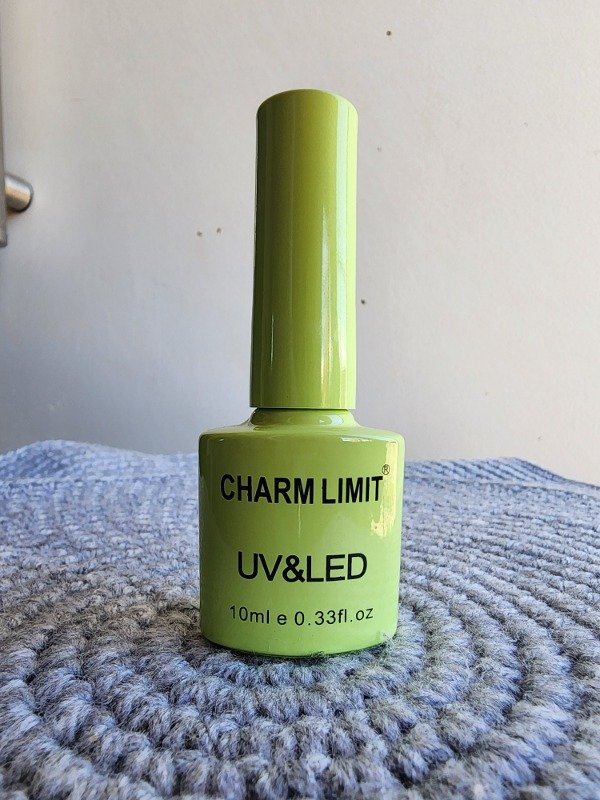 CHARM LIMIT®
UV&LED
10ml e 0.33fl.oz